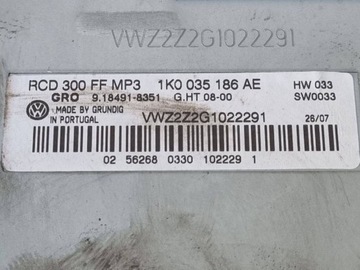 VWZ2Z2G1022291
RCD 300 FF MP3 1K0 035 186 AE HW 033
GRO 9.18491-8351 G.HT 08-00 SW0033
MADE BY GRUNDIG
IN PORTUGAL
VWZ2Z2G1022291 26/07
02 56268 0330 102229 1